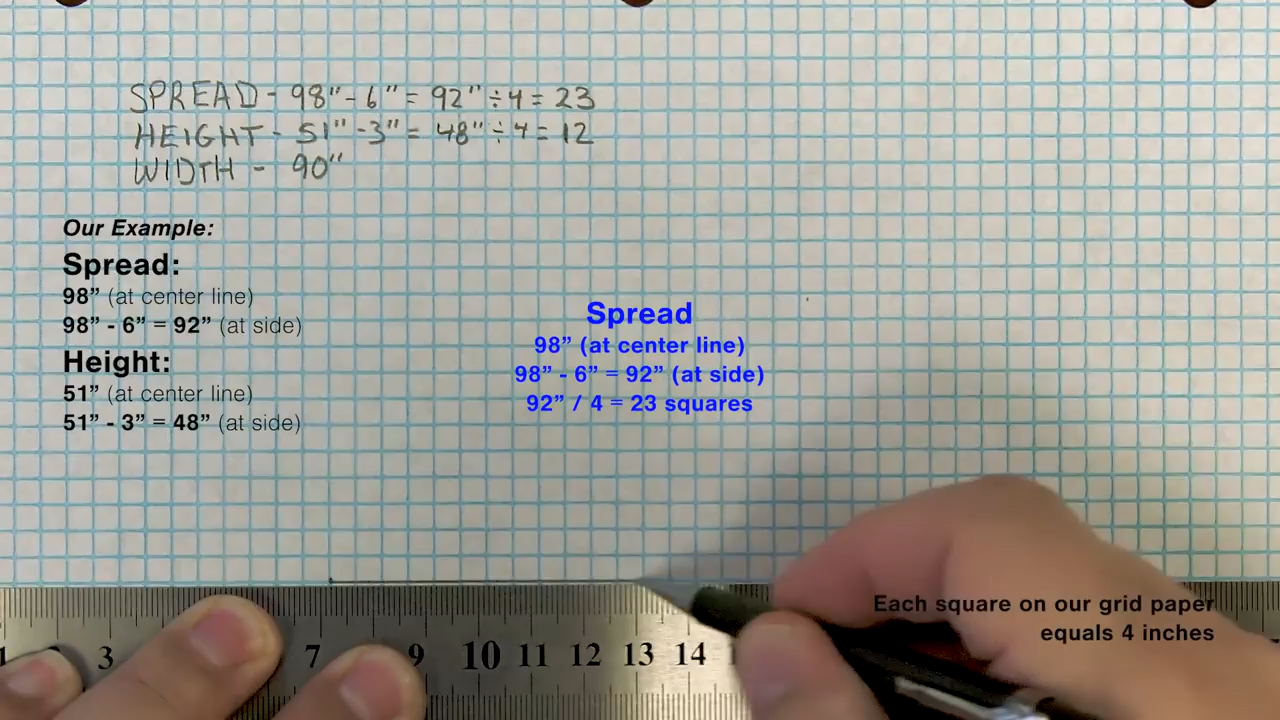 SPREAD - 98" - 6" = 92" ÷ 4 = 23
HEIGHT - 51" - 3" = 48" ÷ 4 = 12
WIDTH - 90"
Our Example:
Spread:
98” (at center line)
98” - 6” = 92” (at side)
Height:
51” (at center line)
51” - 3” = 48” (at side)
Spread
98” (at center line)
98” - 6” = 92” (at side)
92” / 4 = 23 squares
Each square on our grid paper
equals 4 inches
1 3 7 9 10 11 12 13 14